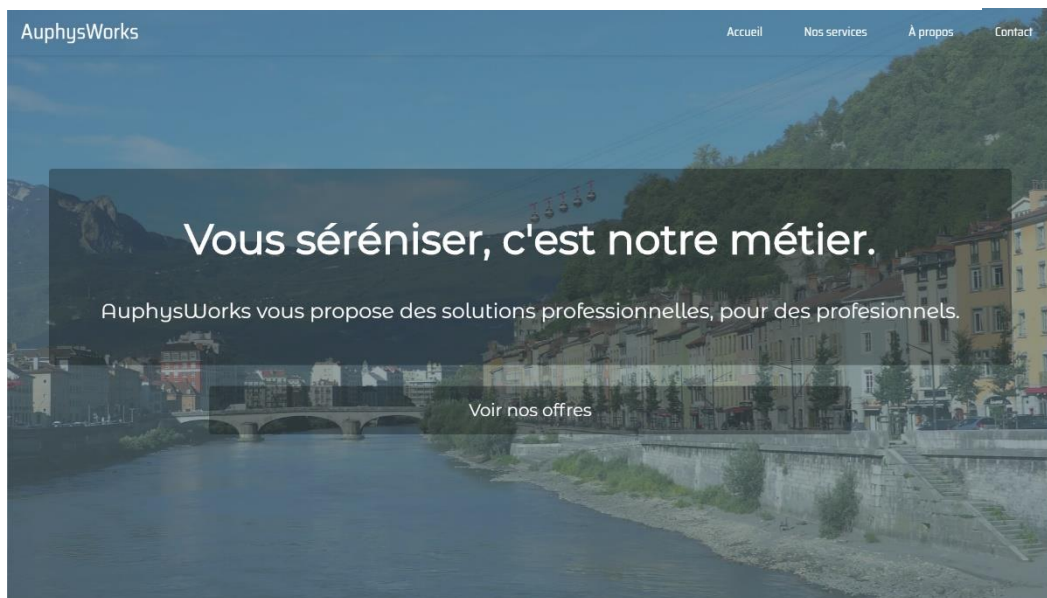 AuphysWorks
Accueil Nos services À propos Contact
Vous séréniser, c'est notre métier.
AuphysWorks vous propose des solutions professionnelles, pour des profesionnels.
Voir nos offres